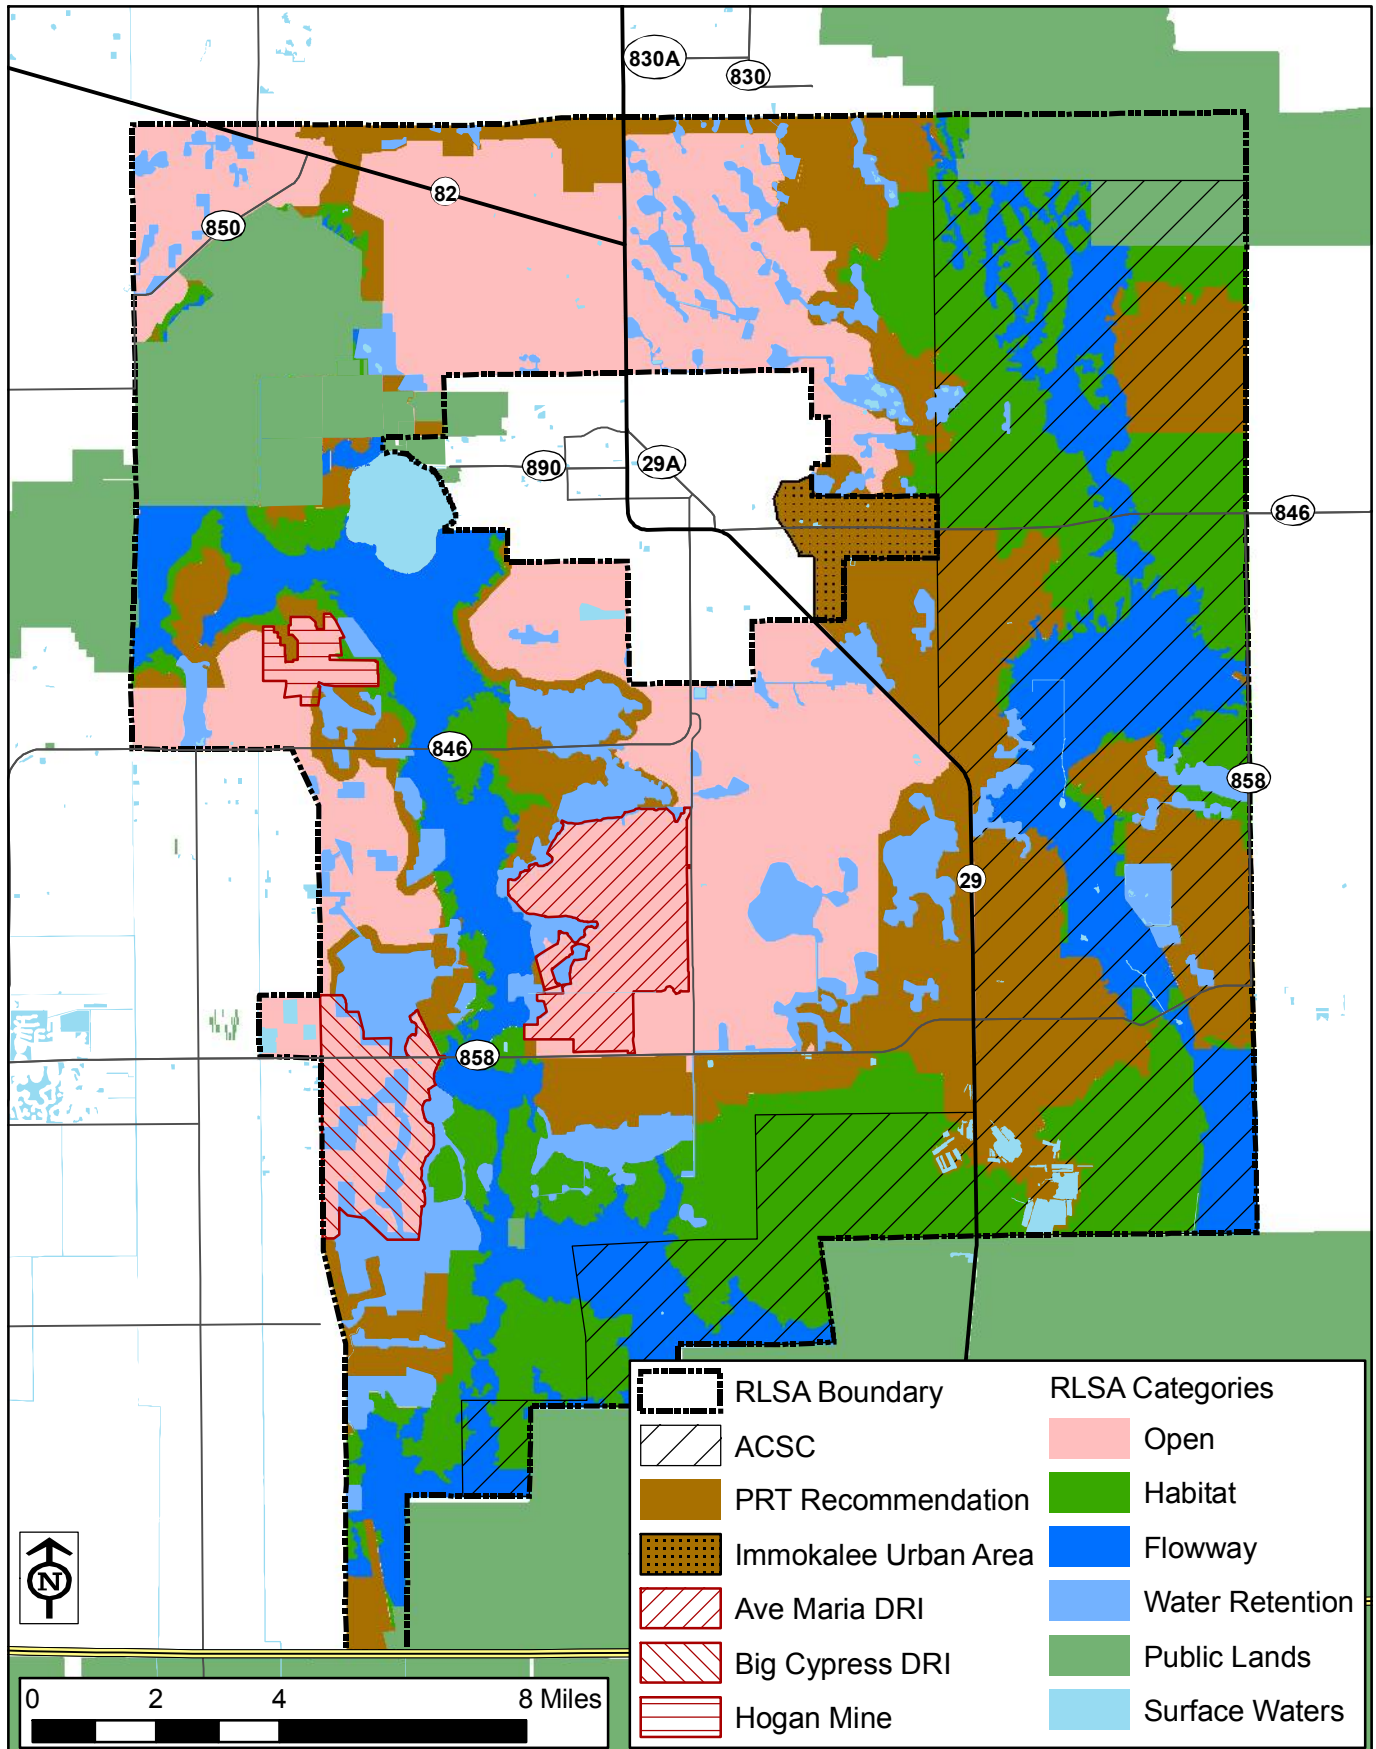 830A
830
82
850
890
29A
846
846
858
29
858
RLSA Boundary
ACSC
PRT Recommendation
Immokalee Urban Area
Ave Maria DRI
Big Cypress DRI
Hogan Mine
RLSA Categories
Open
Habitat
Flowway
Water Retention
Public Lands
Surface Waters
N
0 2 4 8 Miles